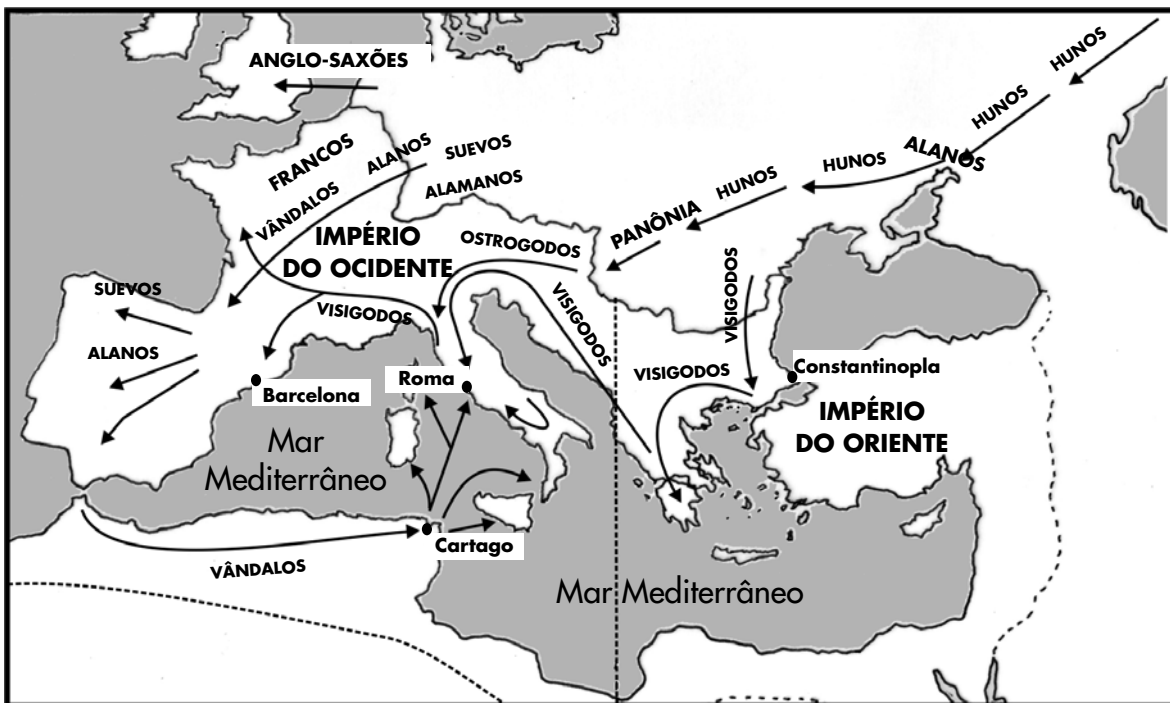 HUNOS
ANGLO-SAXÕES
HUNOS
ALANOS
FRANCOS
ALANOS
SUEVOS
HUNOS
ALAMANOS
HUNOS
VÂNDALOS
PANÔNIA
IMPÉRIO
DO OCIDENTE
OSTROGODOS
SUEVOS
VISIGODOS
VISIGODOS
VISIGODOS
ALANOS
VISIGODOS
Constantinopla
Roma
Barcelona
IMPÉRIO
DO ORIENTE
Mar
Mediterrâneo
Cartago
VÂNDALOS
Mar Mediterrâneo